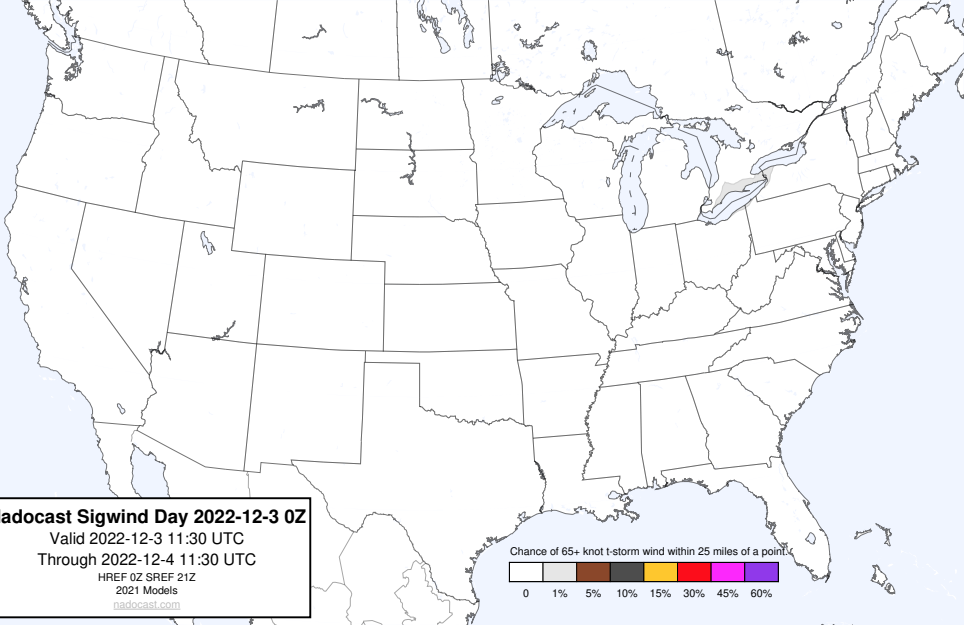 adocast Sigwind Day 2022-12-3 0Z
Valid 2022-12-3 11:30 UTC
Through 2022-12-4 11:30 UTC
HREF 0Z SREF 21Z
2021 Models
nadocast.com
Chance of 65+ knot t-storm wind within 25 miles of a point.
0 1% 5% 10% 15% 30% 45% 60%